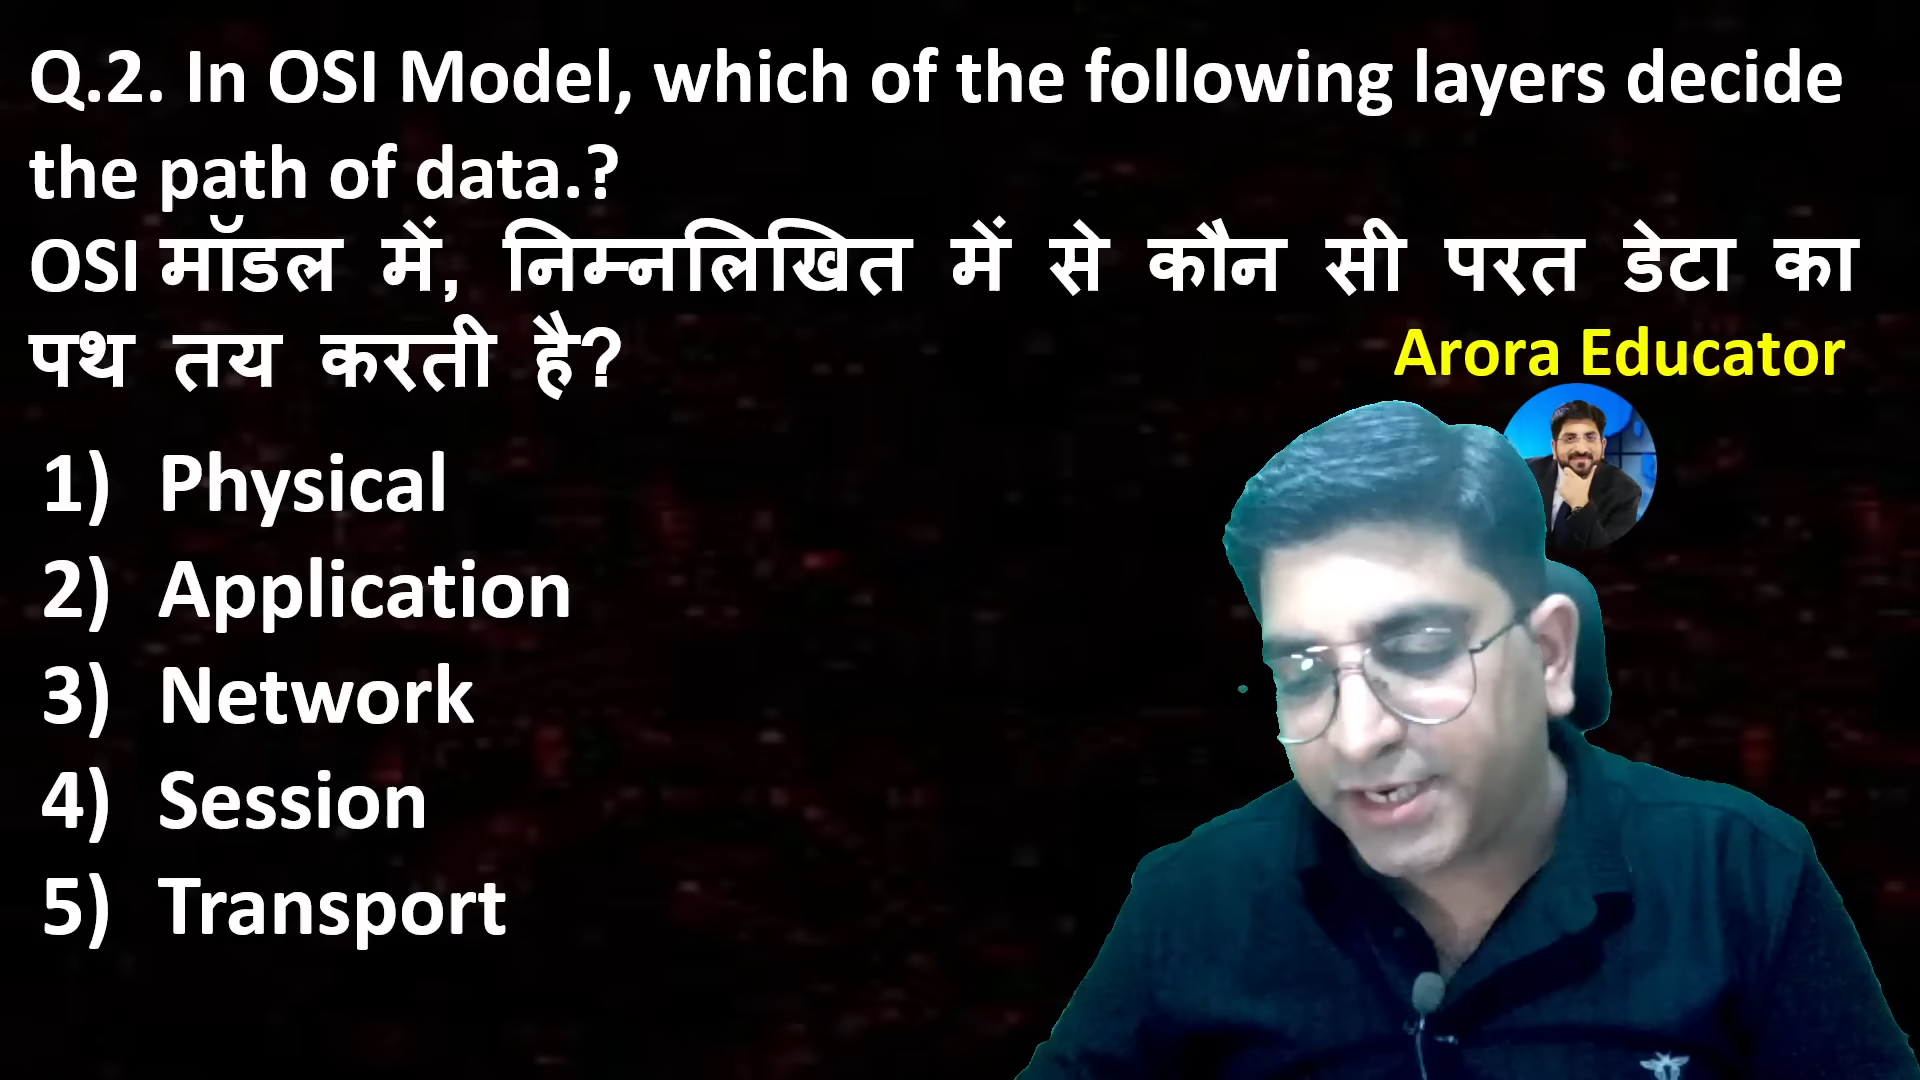 Q.2. In OSI Model, which of the following layers decide
the path of data.?
OSI मॉडल में, निम्नलिखित में से कौन सी परत डेटा का
पथ तय करती है?
Arora Educator
1) Physical
2) Application
3) Network
4) Session
5) Transport